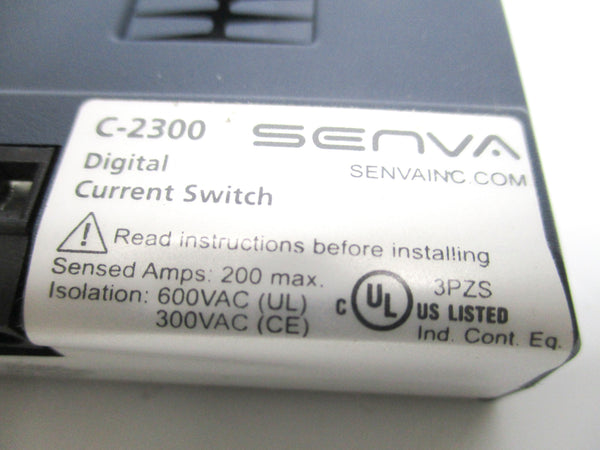 C-2300 SENVA
Digital
SENVAINC.COM
Current Switch
Read instructions before installing
Sensed Amps: 200 max.
Isolation: 600VAC (UL)
300VAC (CE)
3PZS
C UL US LISTED
Ind. Cont. Eq.